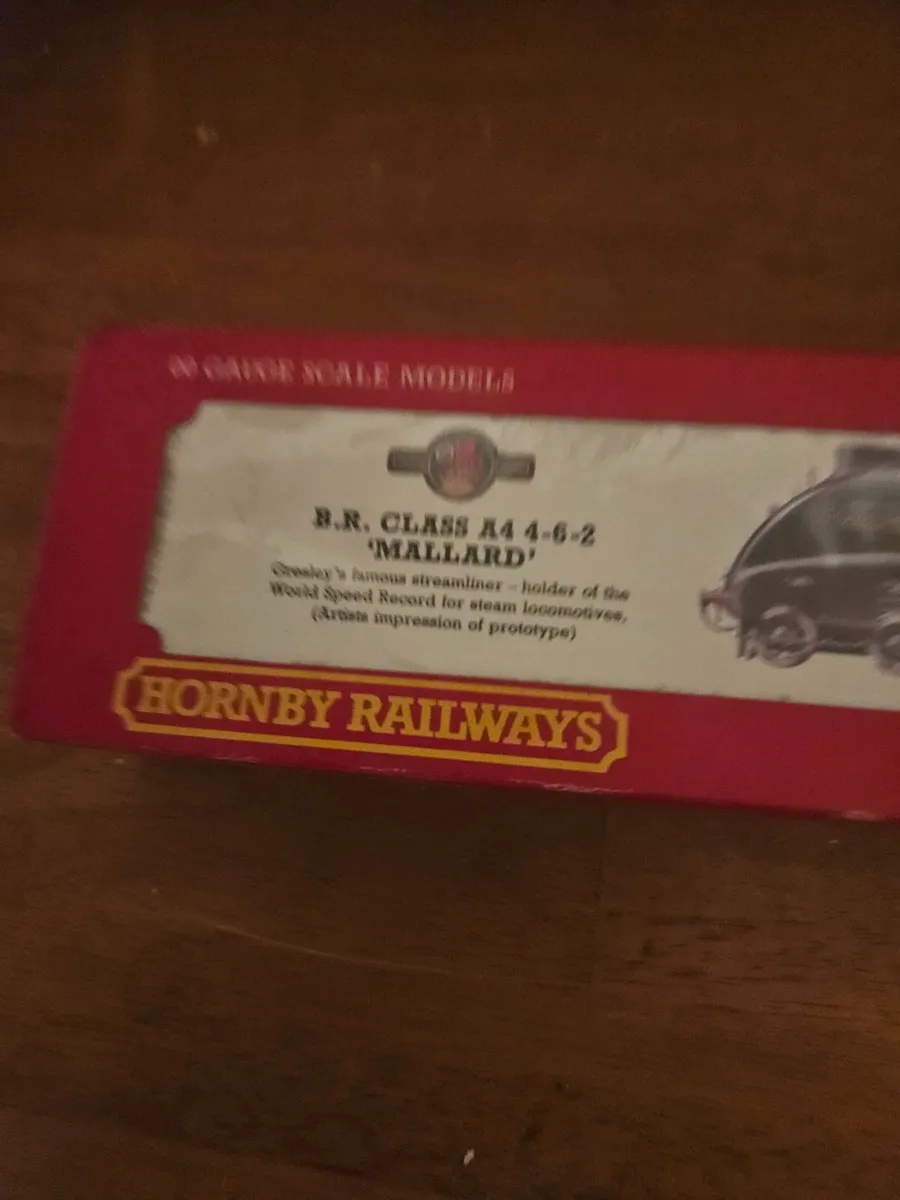 00 GAUGE SCALE MODELS
B.R. CLASS A4 4-6-2
'MALLARD'
Gresley's famous streamliner – holder of the
World Speed Record for steam locomotives.
(Artists impression of prototype)
HORNBY RAILWAYS